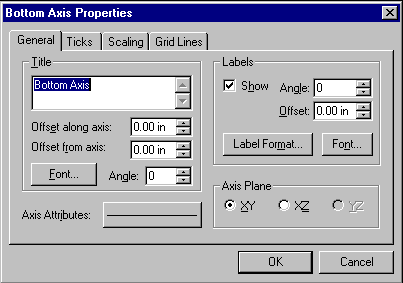 Bottom Axis Properties
General Ticks Scaling Grid Lines
Title
Bottom Axis
Offset along axis: 0.00 in
Offset from axis: 0.00 in
Font... Angle: 0
Axis Attributes:
Labels
Show Angle: 0
Offset: 0.00 in
Label Format... Font...
Axis Plane
XY XZ YZ
OK Cancel